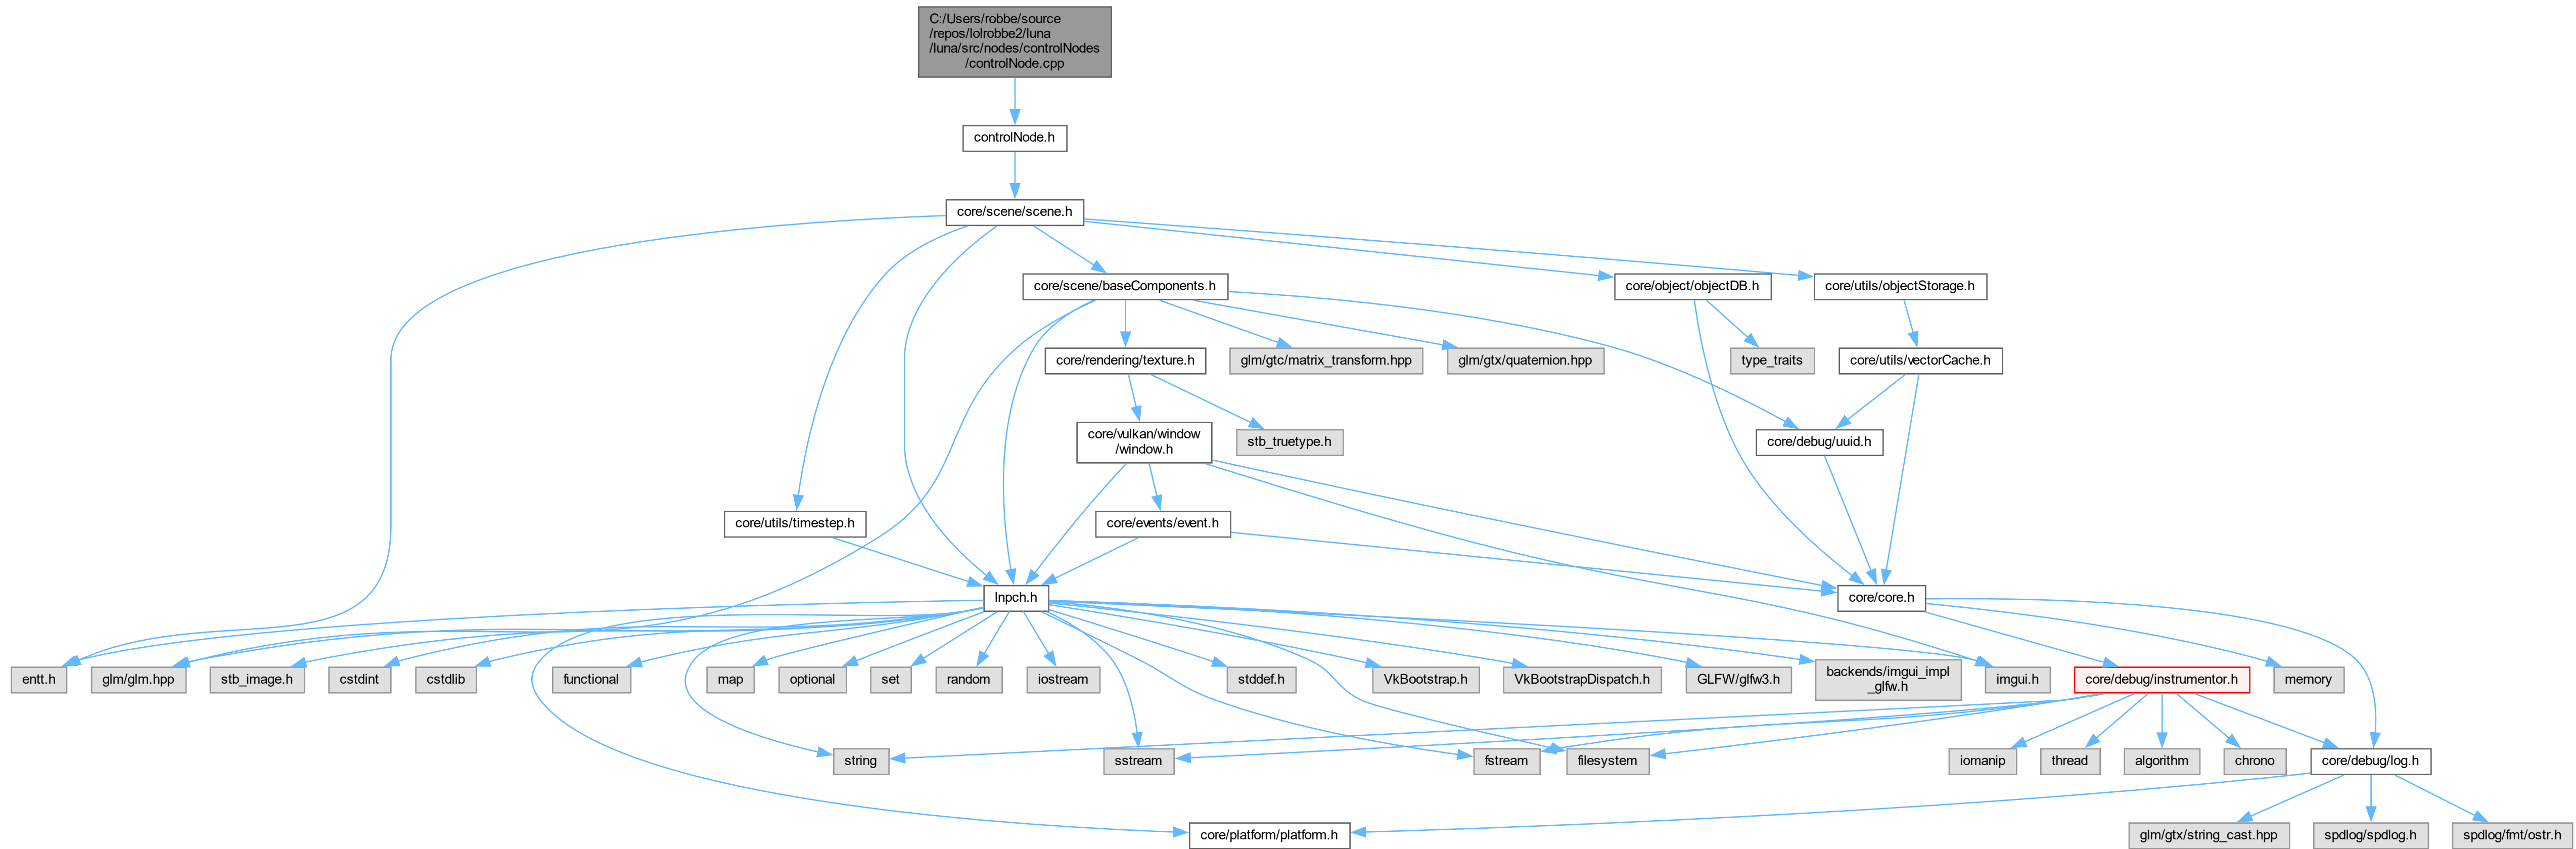 C:/Users/robbe/source
/repos/lolrobbe2/luna
/luna/src/nodes/controlNodes
/controlNode.cpp
controlNode.h
core/scene/scene.h
core/scene/baseComponents.h
core/object/objectDB.h
core/utils/objectStorage.h
core/rendering/texture.h
glm/gtc/matrix_transform.hpp
glm/gtx/quaternion.hpp
type_traits
core/utils/vectorCache.h
core/vulkan/window
/window.h
stb_truetype.h
core/debug/uuid.h
core/utils/timestep.h
core/events/event.h
lnpch.h
core/core.h
entt.h
glm/glm.hpp
stb_image.h
cstdint
cstdlib
functional
map
optional
set
random
iostream
stddef.h
VkBootstrap.h
VkBootstrapDispatch.h
GLFW/glfw3.h
backends/imgui_impl
_glfw.h
imgui.h
core/debug/instrumentor.h
memory
string
sstream
fstream
filesystem
iomanip
thread
algorithm
chrono
core/debug/log.h
core/platform/platform.h
glm/gtx/string_cast.hpp
spdlog/spdlog.h
spdlog/fmt/ostr.h